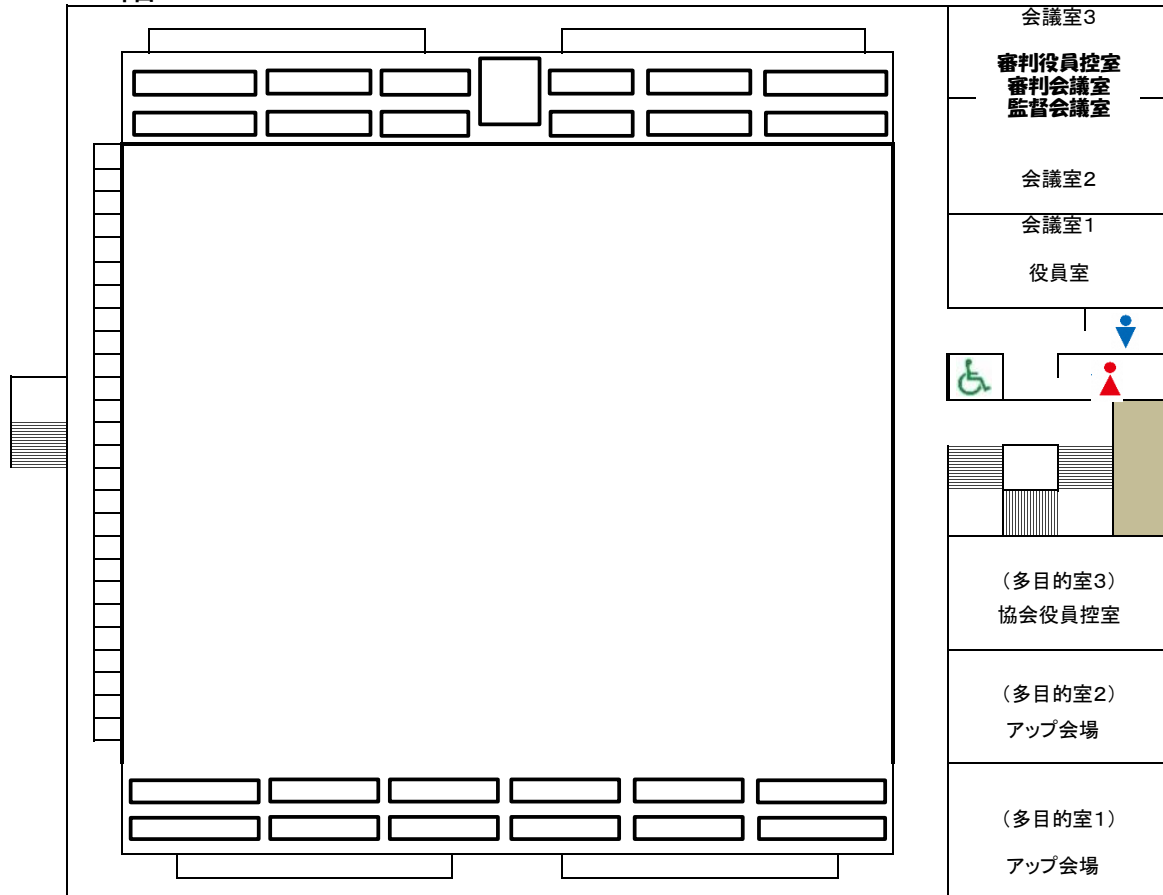 会議室3
審判役員控室
審判会議室
監督会議室
会議室2
会議室1
役員室
(多目的室3)
協会役員控室
(多目的室2)
アップ会場
(多目的室1)
アップ会場